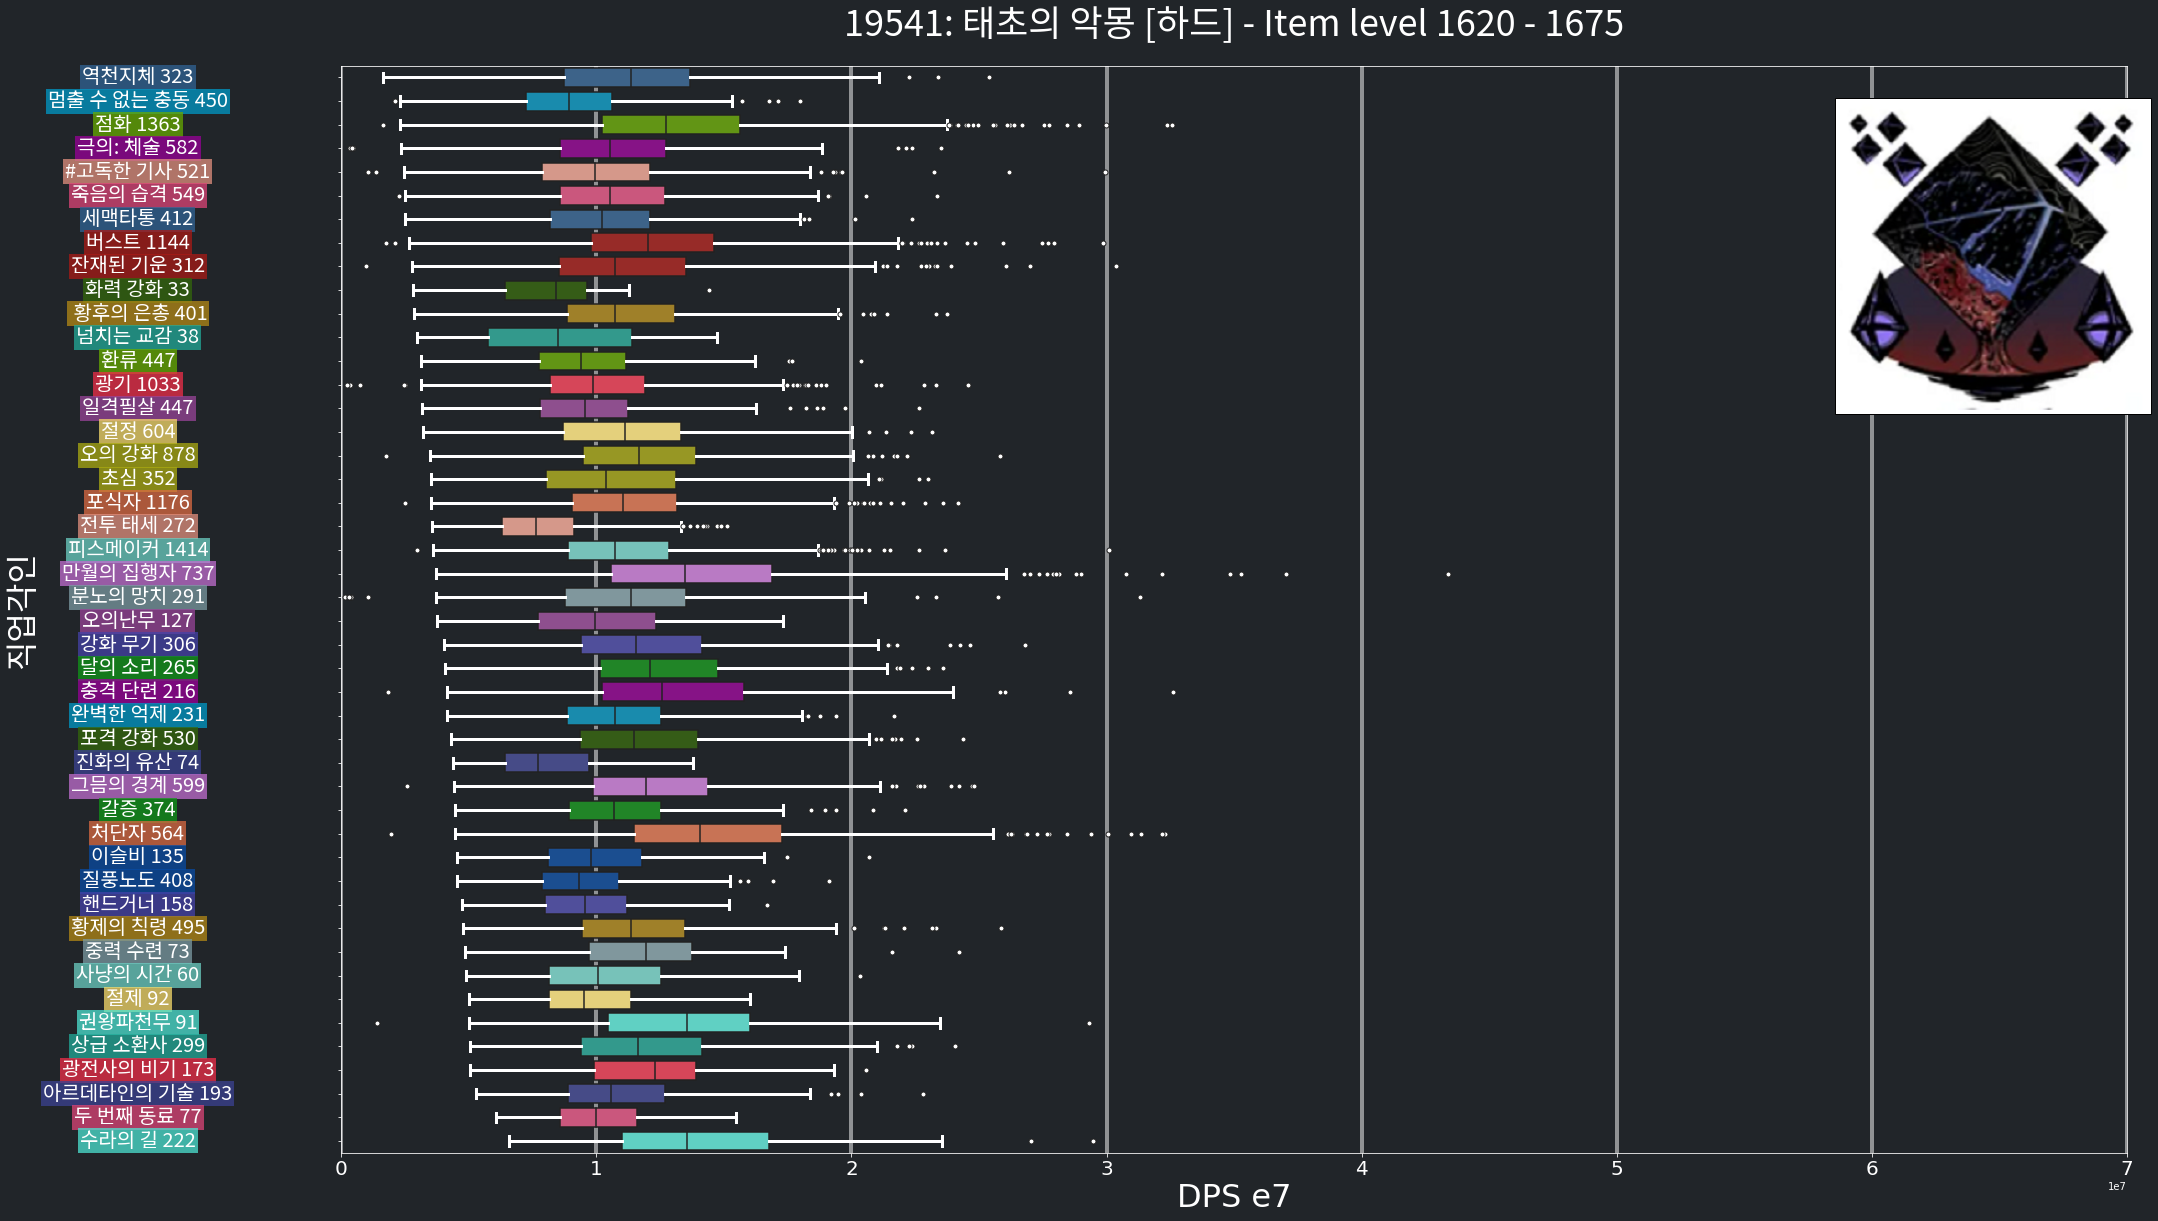 19541: 태초의 악몽 [하드] - Item level 1620 - 1675
역천지체 323
멈출 수 없는 충동 450
점화 1363
극의: 체술 582
#고독한 기사 521
죽음의 습격 549
세맥타통 412
버스트 1144
잔재된 기운 312
화력 강화 33
황후의 은총 401
넘치는 교감 38
환류 447
광기 1033
일격필살 447
절정 604
오의 강화 878
초심 352
포식자 1176
전투 태세 272
피스메이커 1414
만월의 집행자 737
분노의 망치 291
오의난무 127
강화 무기 306
달의 소리 265
충격 단련 216
완벽한 억제 231
포격 강화 530
진화의 유산 74
그믐의 경계 599
갈증 374
처단자 564
이슬비 135
질풍노도 408
핸드거너 158
황제의 칙령 495
중력 수련 73
사냥의 시간 60
절제 92
권왕파천무 91
상급 소환사 299
광전사의 비기 173
아르데타인의 기술 193
두 번째 동료 77
수라의 길 222
직업각인
0 1 2 3 4 5 6 7
DPS e7
1e7